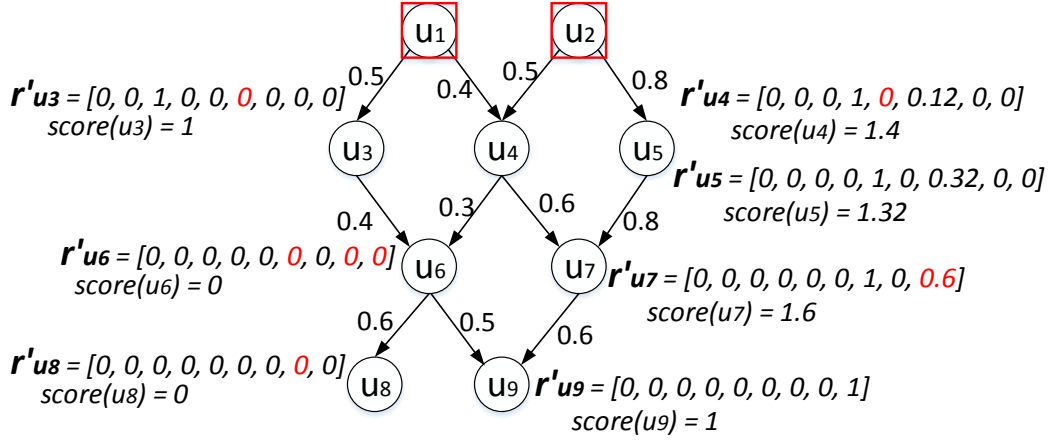 u1
u2
0.5
0.4
0.5
0.8
r'u3 = [0, 0, 1, 0, 0, 0, 0, 0, 0]
score(u3) = 1
r'u4 = [0, 0, 0, 1, 0, 0.12, 0, 0]
score(u4) = 1.4
u3
u4
u5
r'u5 = [0, 0, 0, 0, 1, 0, 0.32, 0, 0]
score(u5) = 1.32
0.4
0.3
0.6
0.8
r'u6 = [0, 0, 0, 0, 0, 0, 0, 0, 0]
score(u6) = 0
u6
u7
r'u7 = [0, 0, 0, 0, 0, 0, 1, 0, 0.6]
score(u7) = 1.6
0.6
0.5
0.6
r'u8 = [0, 0, 0, 0, 0, 0, 0, 0, 0]
score(u8) = 0
u8
u9
r'u9 = [0, 0, 0, 0, 0, 0, 0, 0, 1]
score(u9) = 1